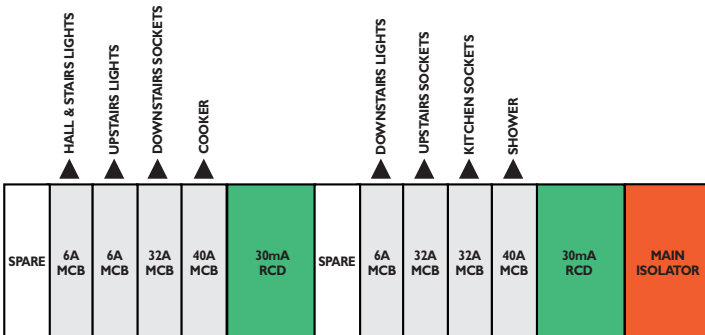 HALL & STAIRS LIGHTS
UPSTAIRS LIGHTS
DOWNSTAIRS SOCKETS
COOKER
DOWNSTAIRS LIGHTS
UPSTAIRS SOCKETS
KITCHEN SOCKETS
SHOWER
SPARE
6A
MCB
6A
MCB
32A
MCB
40A
MCB
30mA
RCD
SPARE
6A
MCB
32A
MCB
32A
MCB
40A
MCB
30mA
RCD
MAIN
ISOLATOR